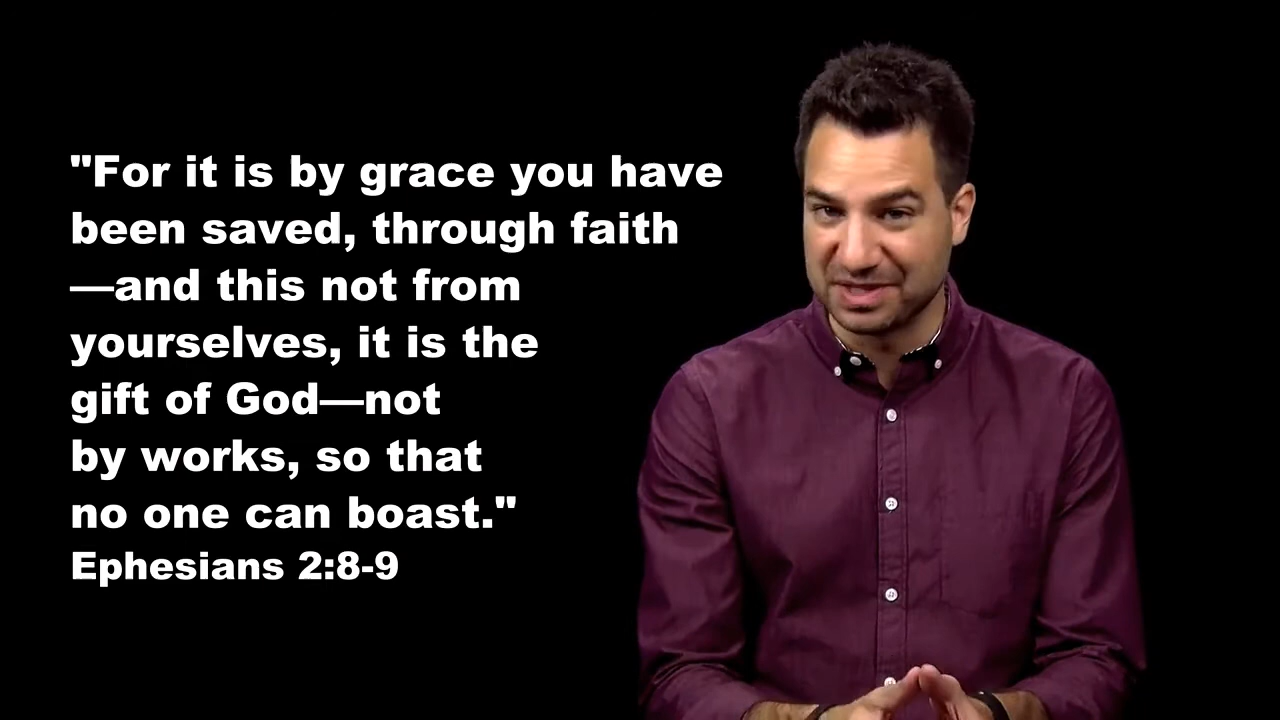 "For it is by grace you have
been saved, through faith
—and this not from
yourselves, it is the
gift of God—not
by works, so that
no one can boast."
Ephesians 2:8-9